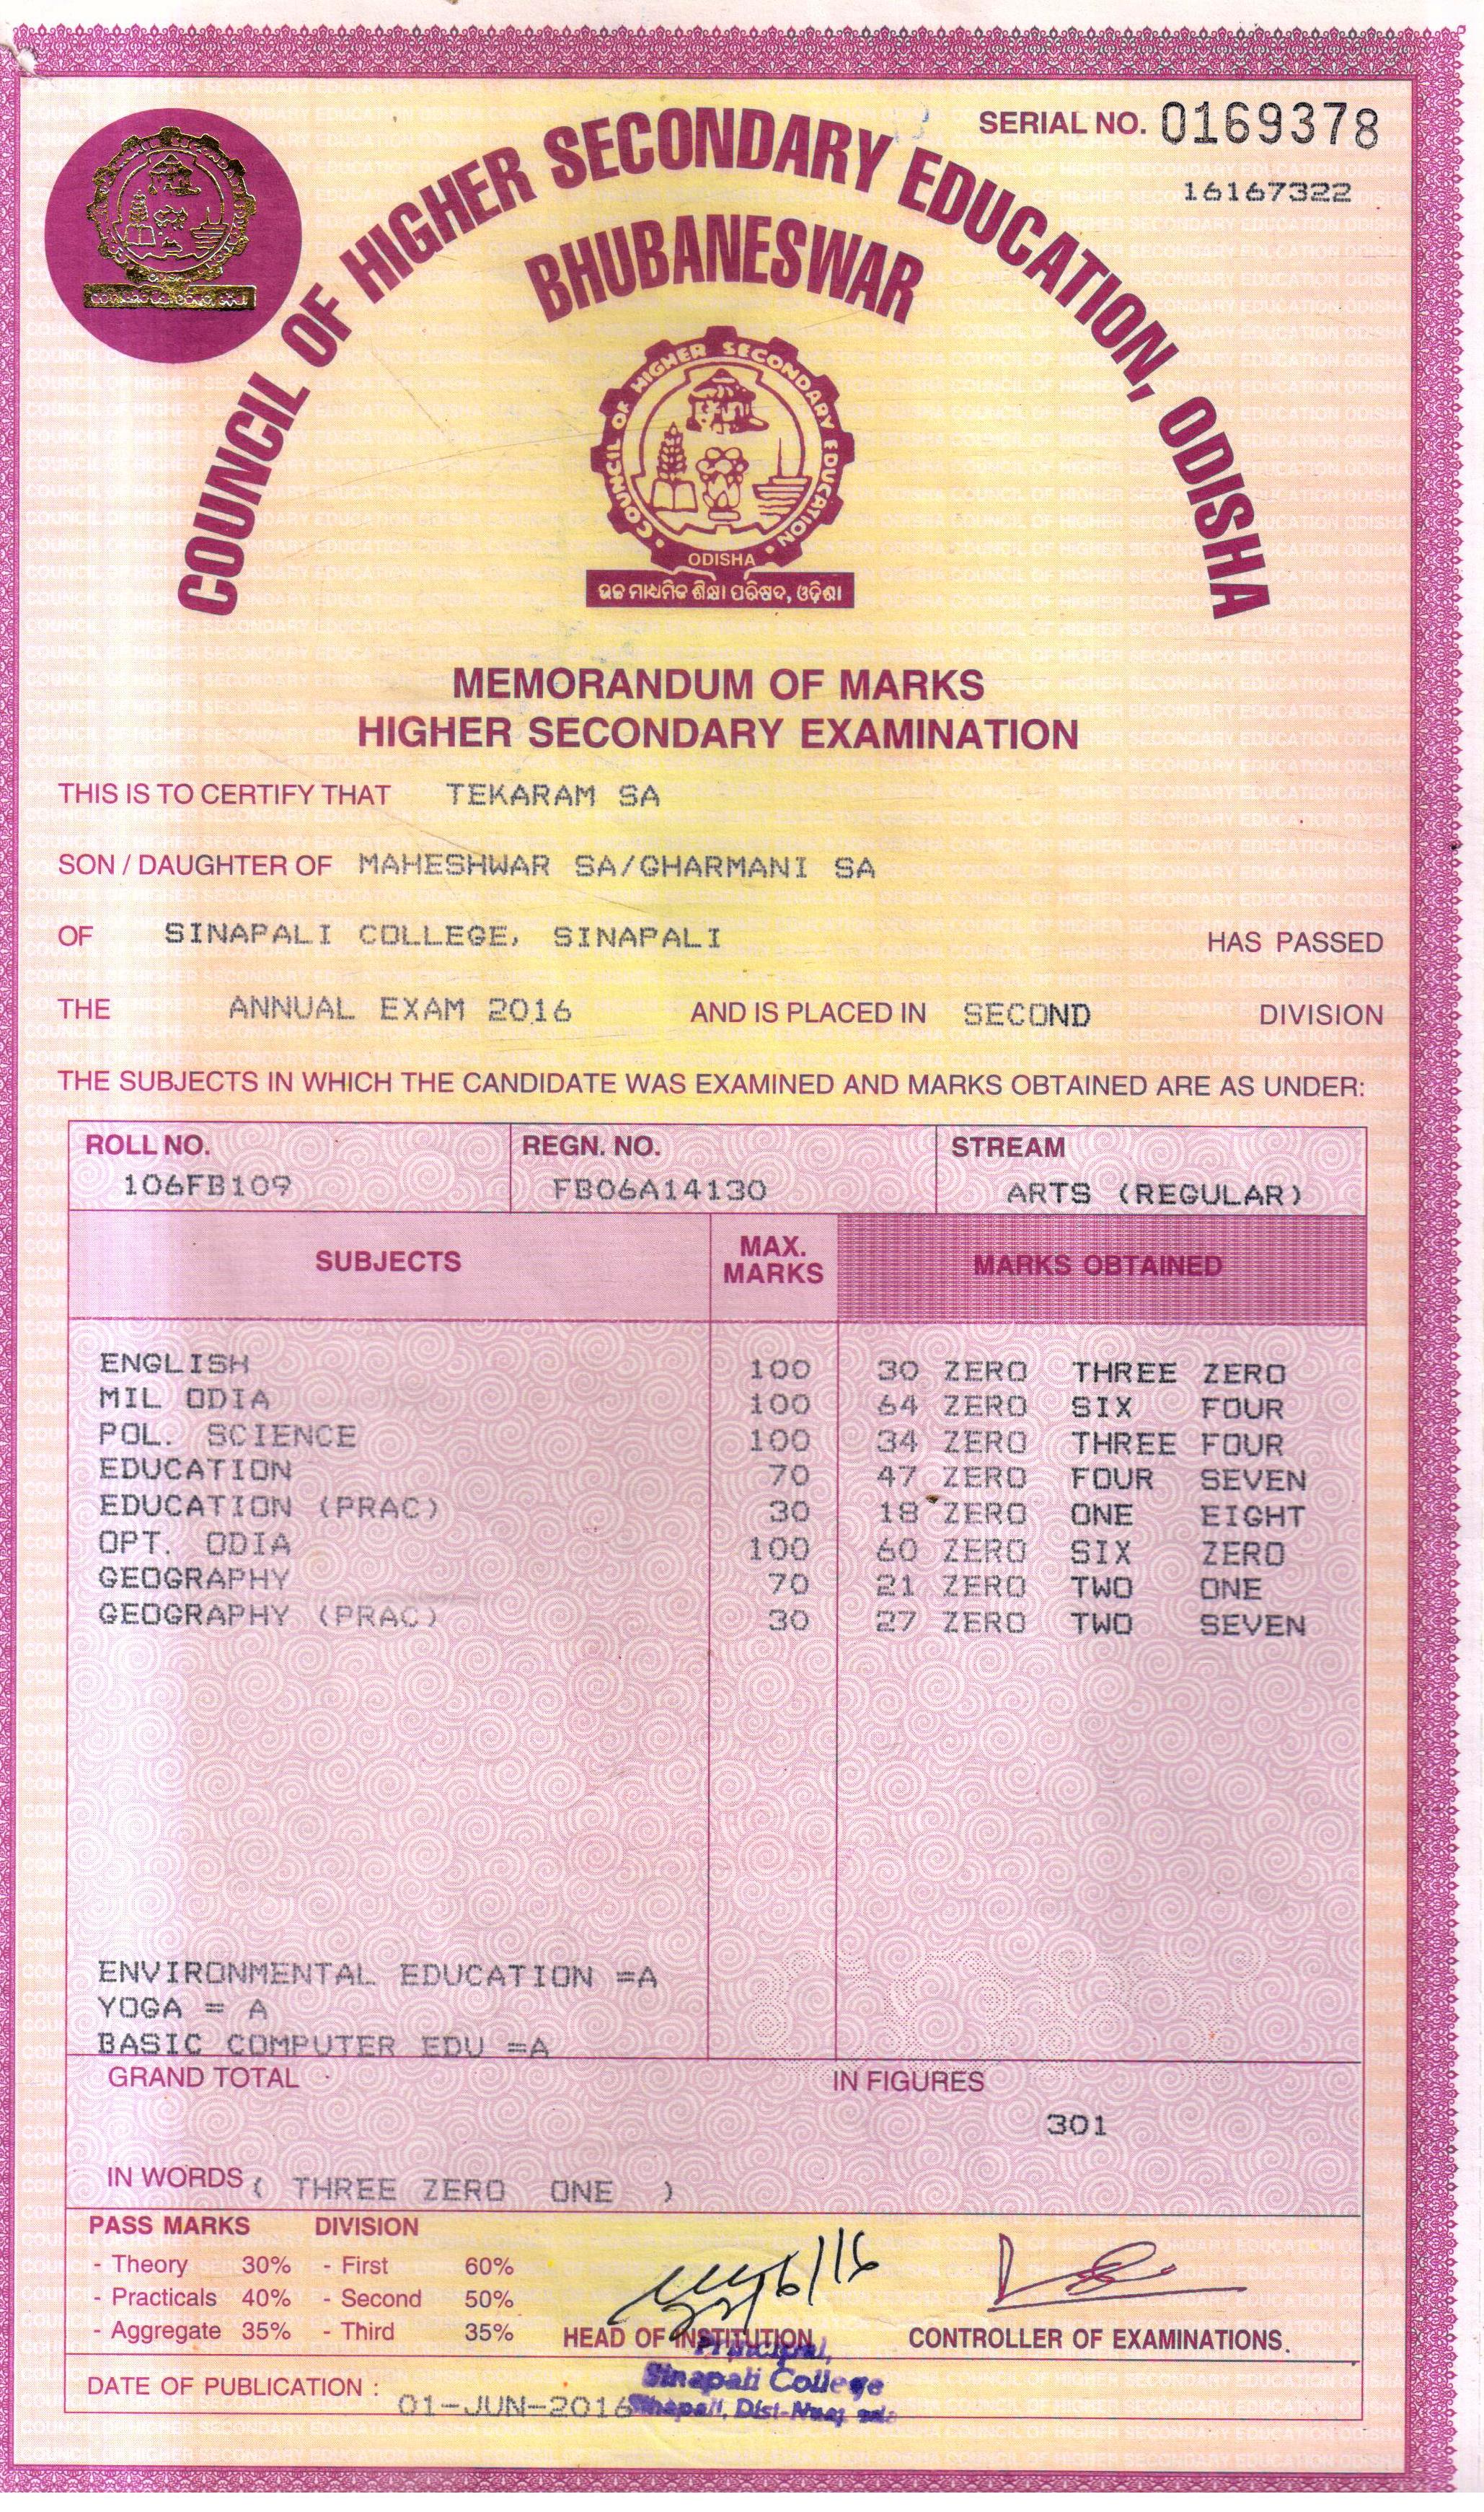 SERIAL NO. 0169378
16167322
COUNCIL OF HIGHER SECONDARY EDUCATION, ODISHA
BHUBANESWAR
COUNCIL OF HIGHER SECONDARY EDUCATION
ODISHA
ଉଚ୍ଚ ମାଧ୍ୟମିକ ଶିକ୍ଷା ପରିଷଦ, ଓଡ଼ିଶା
MEMORANDUM OF MARKS
HIGHER SECONDARY EXAMINATION
THIS IS TO CERTIFY THAT TEKARAM SA
SON / DAUGHTER OF MAHESHWAR SA/GHARMANI SA
OF SINAPALI COLLEGE, SINAPALI HAS PASSED
THE ANNUAL EXAM 2016 AND IS PLACED IN SECOND DIVISION
THE SUBJECTS IN WHICH THE CANDIDATE WAS EXAMINED AND MARKS OBTAINED ARE AS UNDER:
ROLL NO. REGN. NO. STREAM
106FB109 FB06A14130 ARTS (REGULAR)
SUBJECTS MAX. MARKS MARKS OBTAINED
ENGLISH 100 30 ZERO THREE ZERO
MIL ODIA 100 64 ZERO SIX FOUR
POL. SCIENCE 100 34 ZERO THREE FOUR
EDUCATION 70 47 ZERO FOUR SEVEN
EDUCATION (PRAC) 30 18 ZERO ONE EIGHT
OPT. ODIA 100 60 ZERO SIX ZERO
GEOGRAPHY 70 21 ZERO TWO ONE
GEOGRAPHY (PRAC) 30 27 ZERO TWO SEVEN
ENVIRONMENTAL EDUCATION =A
YOGA = A
BASIC COMPUTER EDU =A
GRAND TOTAL IN FIGURES
301
IN WORDS ( THREE ZERO ONE )
PASS MARKS DIVISION
- Theory 30% - First 60%
- Practicals 40% - Second 50%
- Aggregate 35% - Third 35%
HEAD OF INSTITUTION CONTROLLER OF EXAMINATIONS.
Principal,
Sinapali College
Sinapali, Dist-
DATE OF PUBLICATION : 01-JUN-2016